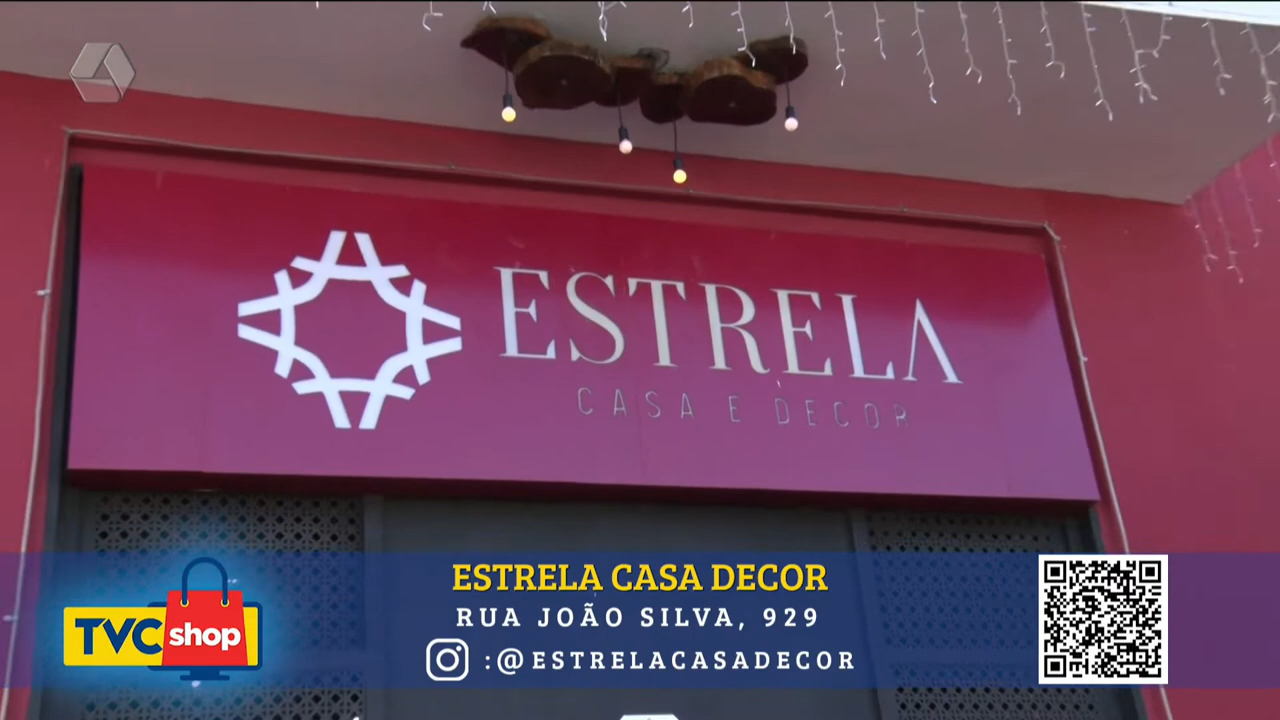 ESTRELA
CASA E DECOR
ESTRELA CASA DECOR
RUA JOÃO SILVA, 929
:@ESTRELACASADECOR
TVC shop